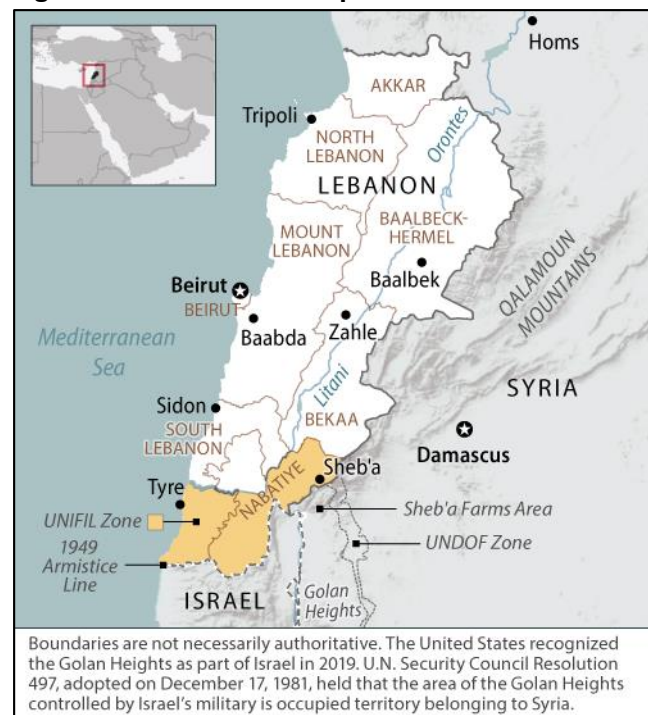 Homs
AKKAR
Tripoli
NORTH
LEBANON
Orontes
LEBANON
MOUNT
LEBANON
BAALBECK-
HERMEL
Baalbek
QALAMOUN
MOUNTAINS
Beirut
BEIRUT
Baabda
Zahle
Mediterranean
Sea
Litani
SYRIA
Sidon
SOUTH
LEBANON
BEKAA
Damascus
NABATIYE
Sheb'a
Tyre
UNIFIL Zone
Sheb'a Farms Area
1949
Armistice
Line
UNDOF Zone
ISRAEL
Golan
Heights
Boundaries are not necessarily authoritative. The United States recognized
the Golan Heights as part of Israel in 2019. U.N. Security Council Resolution
497, adopted on December 17, 1981, held that the area of the Golan Heights
controlled by Israel's military is occupied territory belonging to Syria.